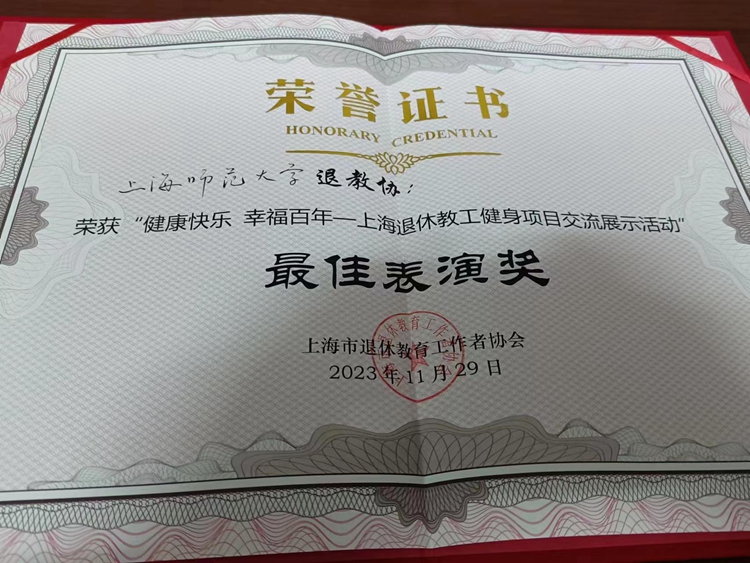 荣誉证书
HONORARY CREDENTIAL
上海师范大学退教协：
荣获“健康快乐 幸福百年—上海退休教工健身项目交流展示活动”
最佳表演奖
上海市退休教育工作者协会
2023年11月29日